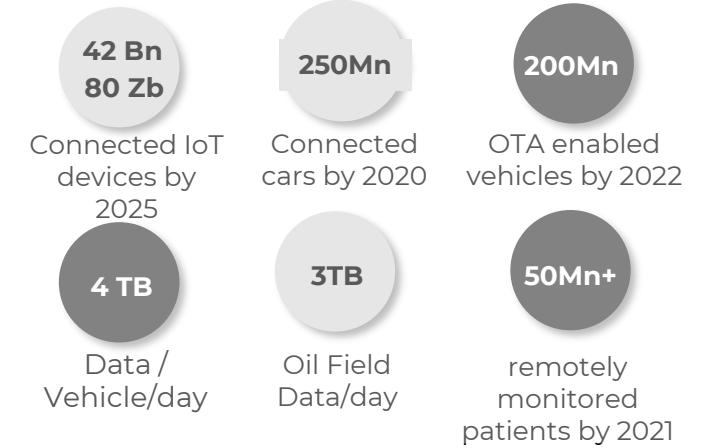 42 Bn
80 Zb
Connected IoT
devices by
2025
250Mn
Connected
cars by 2020
200Mn
OTA enabled
vehicles by 2022
4 TB
Data /
Vehicle/day
3TB
Oil Field
Data/day
50Mn+
remotely
monitored
patients by 2021